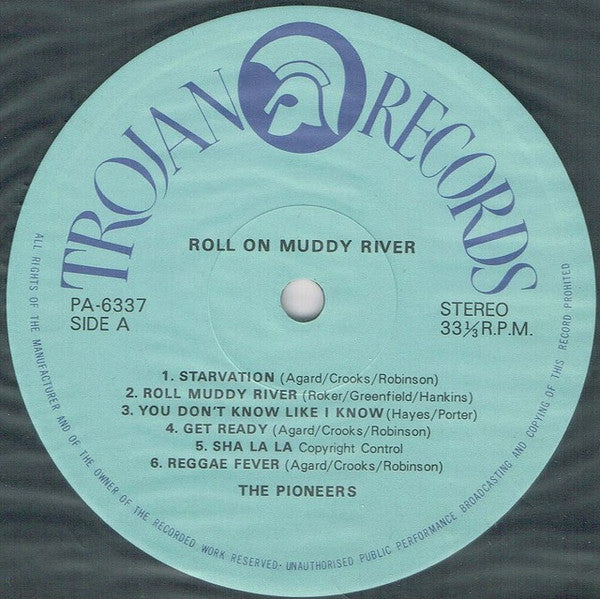 TROJAN RECORDS
ROLL ON MUDDY RIVER
PA-6337
SIDE A
STEREO
33⅓ R.P.M.
1. STARVATION (Agard/Crooks/Robinson)
2. ROLL MUDDY RIVER (Roker/Greenfield/Hankins)
3. YOU DON'T KNOW LIKE I KNOW (Hayes/Porter)
4. GET READY (Agard/Crooks/Robinson)
5. SHA LA LA Copyright Control
6. REGGAE FEVER (Agard/Crooks/Robinson)
THE PIONEERS
ALL RIGHTS OF THE MANUFACTURER AND OF THE OWNER OF THE RECORDED WORK RESERVED· UNAUTHORISED PUBLIC PERFORMANCE BROADCASTING AND COPYING OF THIS RECORD PROHIBITED